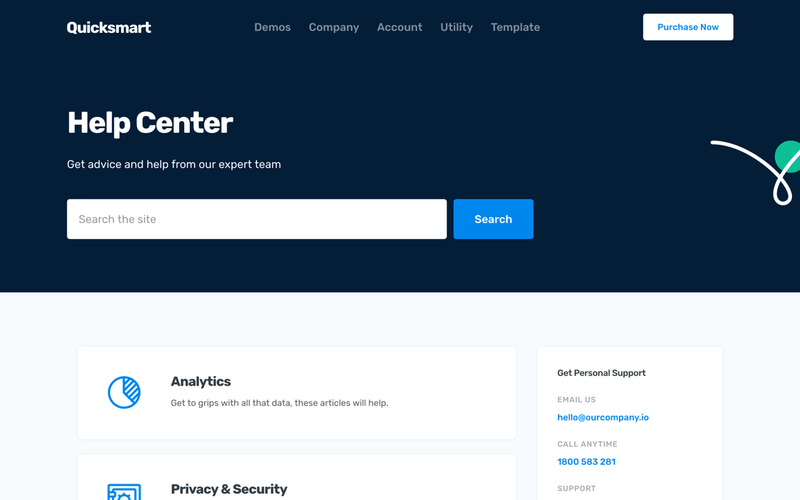 Quicksmart
Demos Company Account Utility Template
Purchase Now
Help Center
Get advice and help from our expert team
Search the site
Search
Analytics
Get to grips with all that data, these articles will help.
Privacy & Security
Get Personal Support
EMAIL US
hello@ourcompany.io
CALL ANYTIME
1800 583 281
SUPPORT